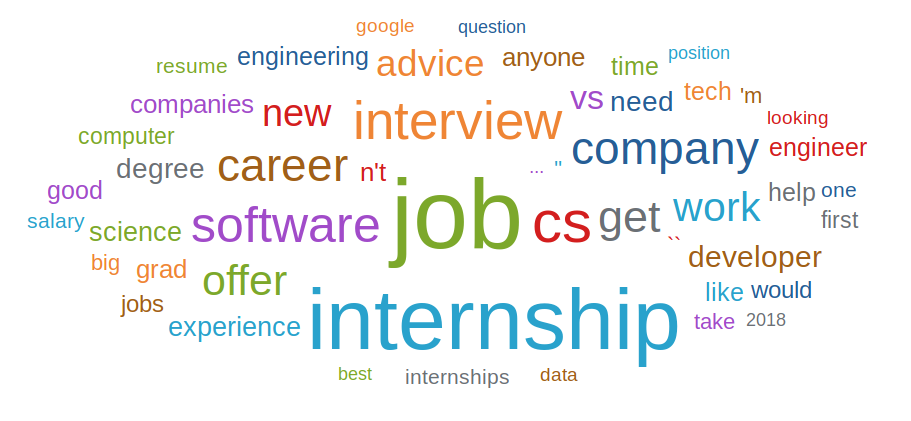 google question
resume engineering advice anyone time position
companies new interview vs need tech 'm
computer looking
degree career n't ... " company engineer
good job help one
salary science software cs get work first
big grad offer `` developer
jobs like would
experience internship take 2018
best internships data